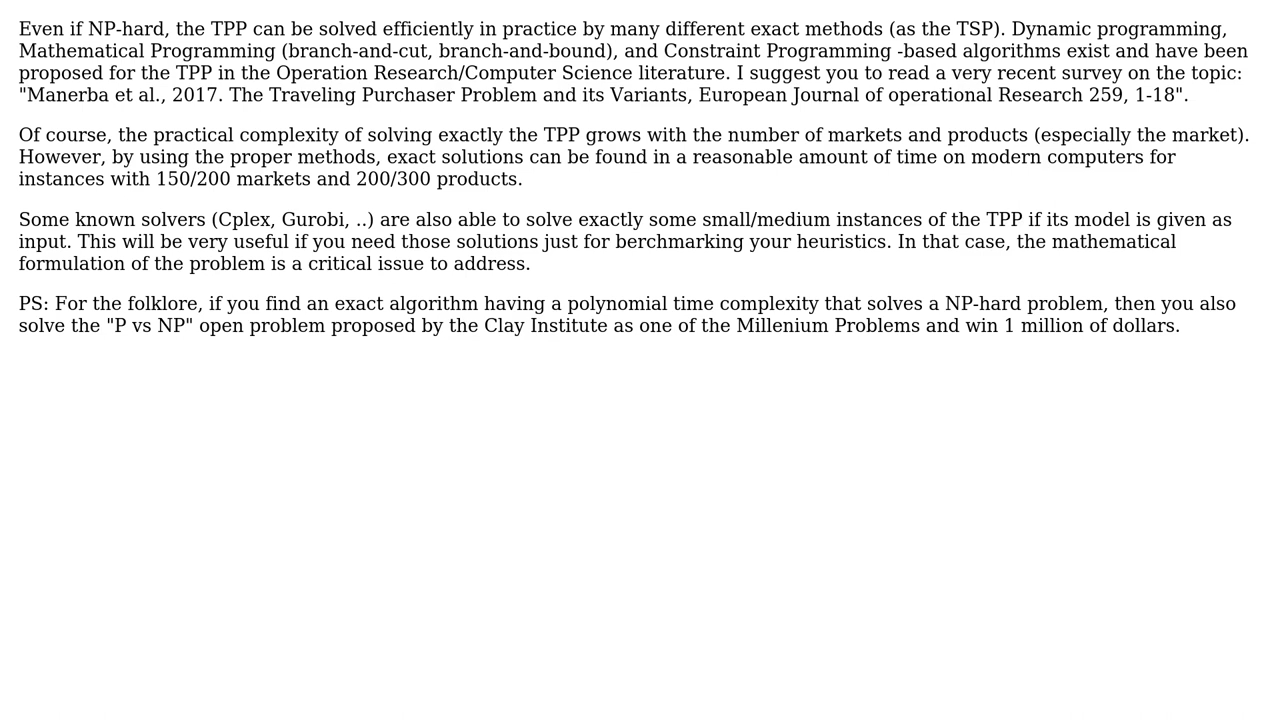 Even if NP-hard, the TPP can be solved efficiently in practice by many different exact methods (as the TSP). Dynamic programming,
Mathematical Programming (branch-and-cut, branch-and-bound), and Constraint Programming -based algorithms exist and have been
proposed for the TPP in the Operation Research/Computer Science literature. I suggest you to read a very recent survey on the topic:
"Manerba et al., 2017. The Traveling Purchaser Problem and its Variants, European Journal of operational Research 259, 1-18".
Of course, the practical complexity of solving exactly the TPP grows with the number of markets and products (especially the market).
However, by using the proper methods, exact solutions can be found in a reasonable amount of time on modern computers for
instances with 150/200 markets and 200/300 products.
Some known solvers (Cplex, Gurobi, ..) are also able to solve exactly some small/medium instances of the TPP if its model is given as
input. This will be very useful if you need those solutions just for berchmarking your heuristics. In that case, the mathematical
formulation of the problem is a critical issue to address.
PS: For the folklore, if you find an exact algorithm having a polynomial time complexity that solves a NP-hard problem, then you also
solve the "P vs NP" open problem proposed by the Clay Institute as one of the Millenium Problems and win 1 million of dollars.